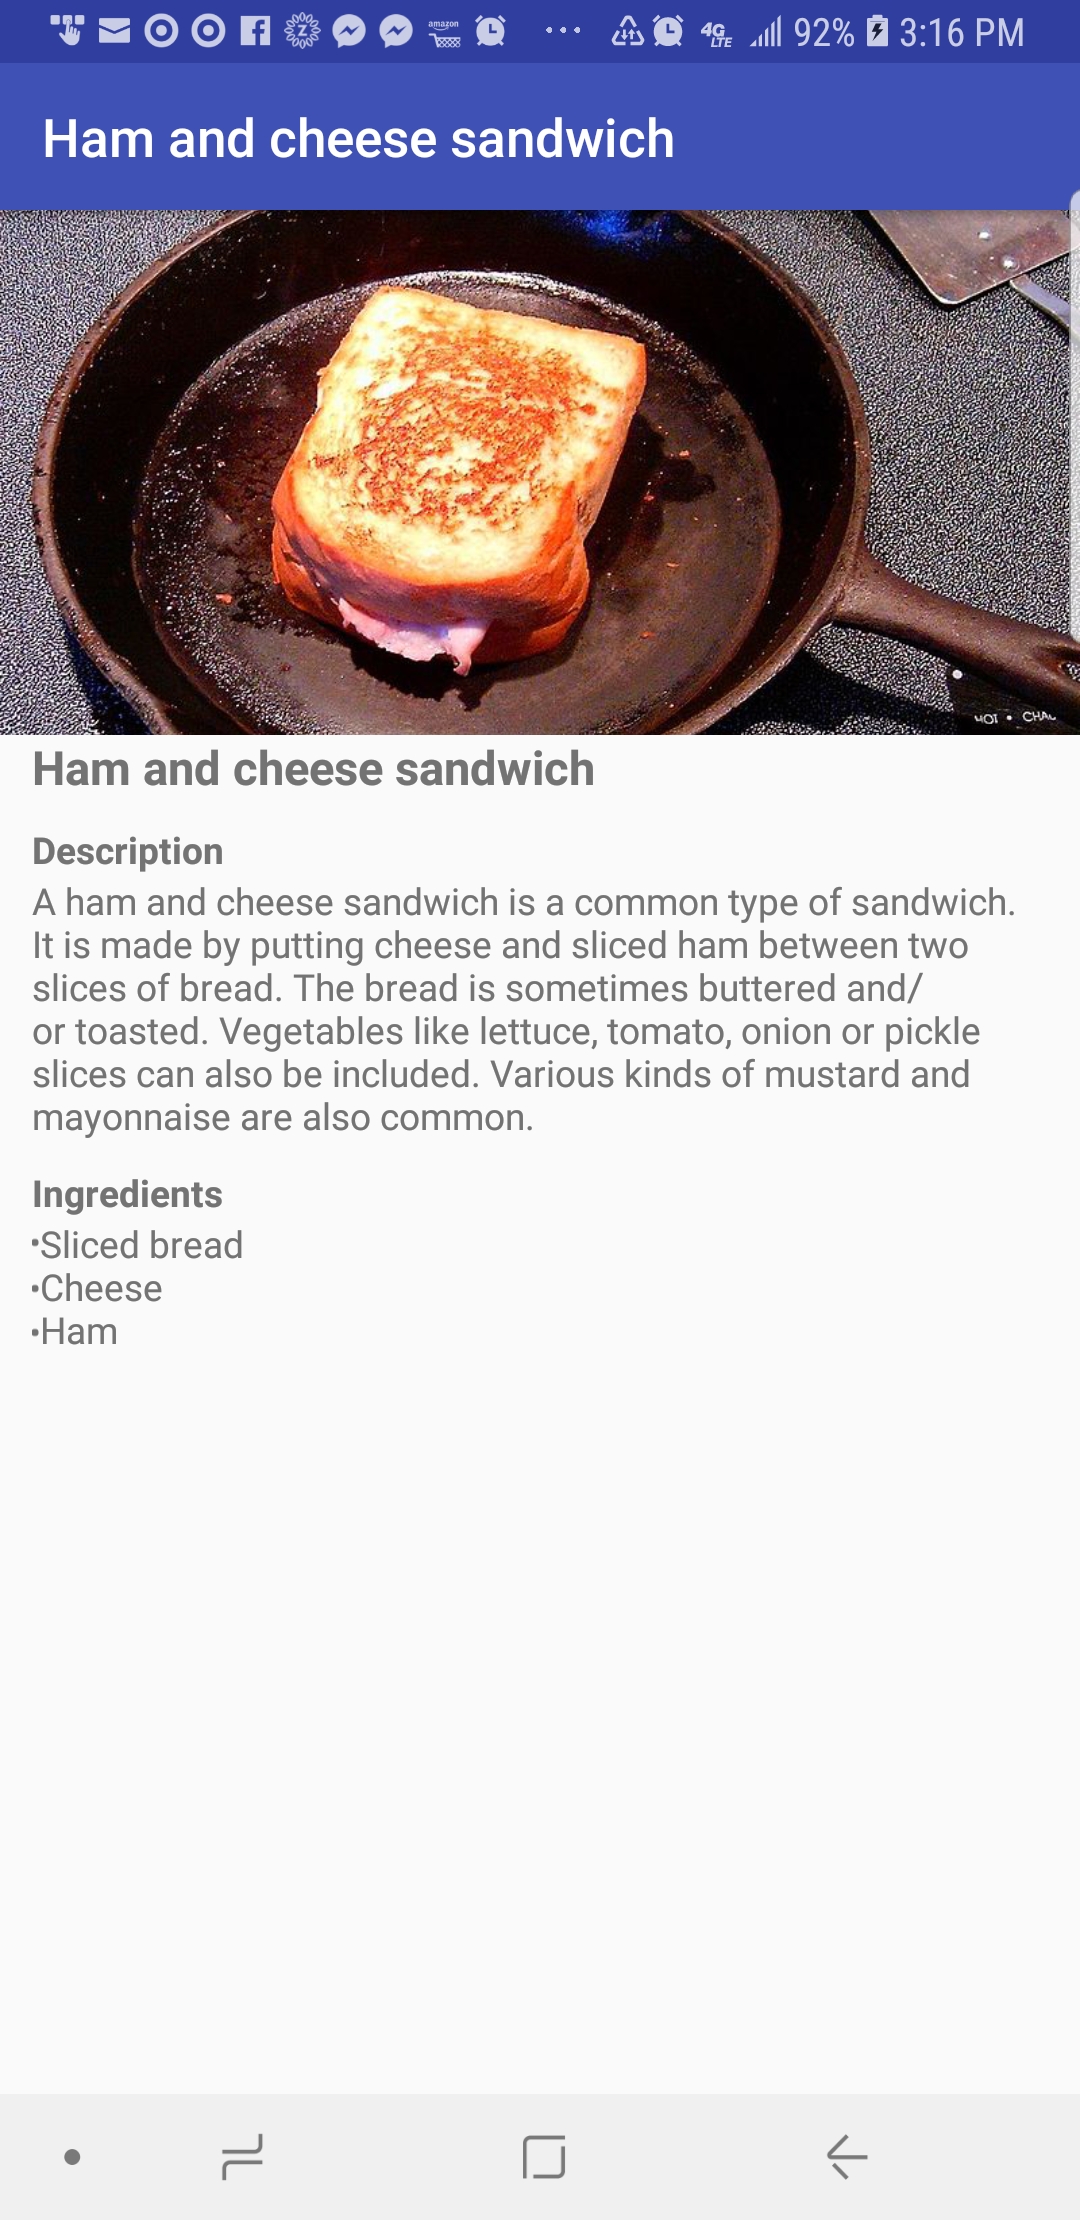 amazon
4G
LTE
92%
3:16 PM
Ham and cheese sandwich
HOT •
Ham and cheese sandwich
Description
A ham and cheese sandwich is a common type of sandwich.
It is made by putting cheese and sliced ham between two
slices of bread. The bread is sometimes buttered and/
or toasted. Vegetables like lettuce, tomato, onion or pickle
slices can also be included. Various kinds of mustard and
mayonnaise are also common.
Ingredients
•Sliced bread
•Cheese
•Ham